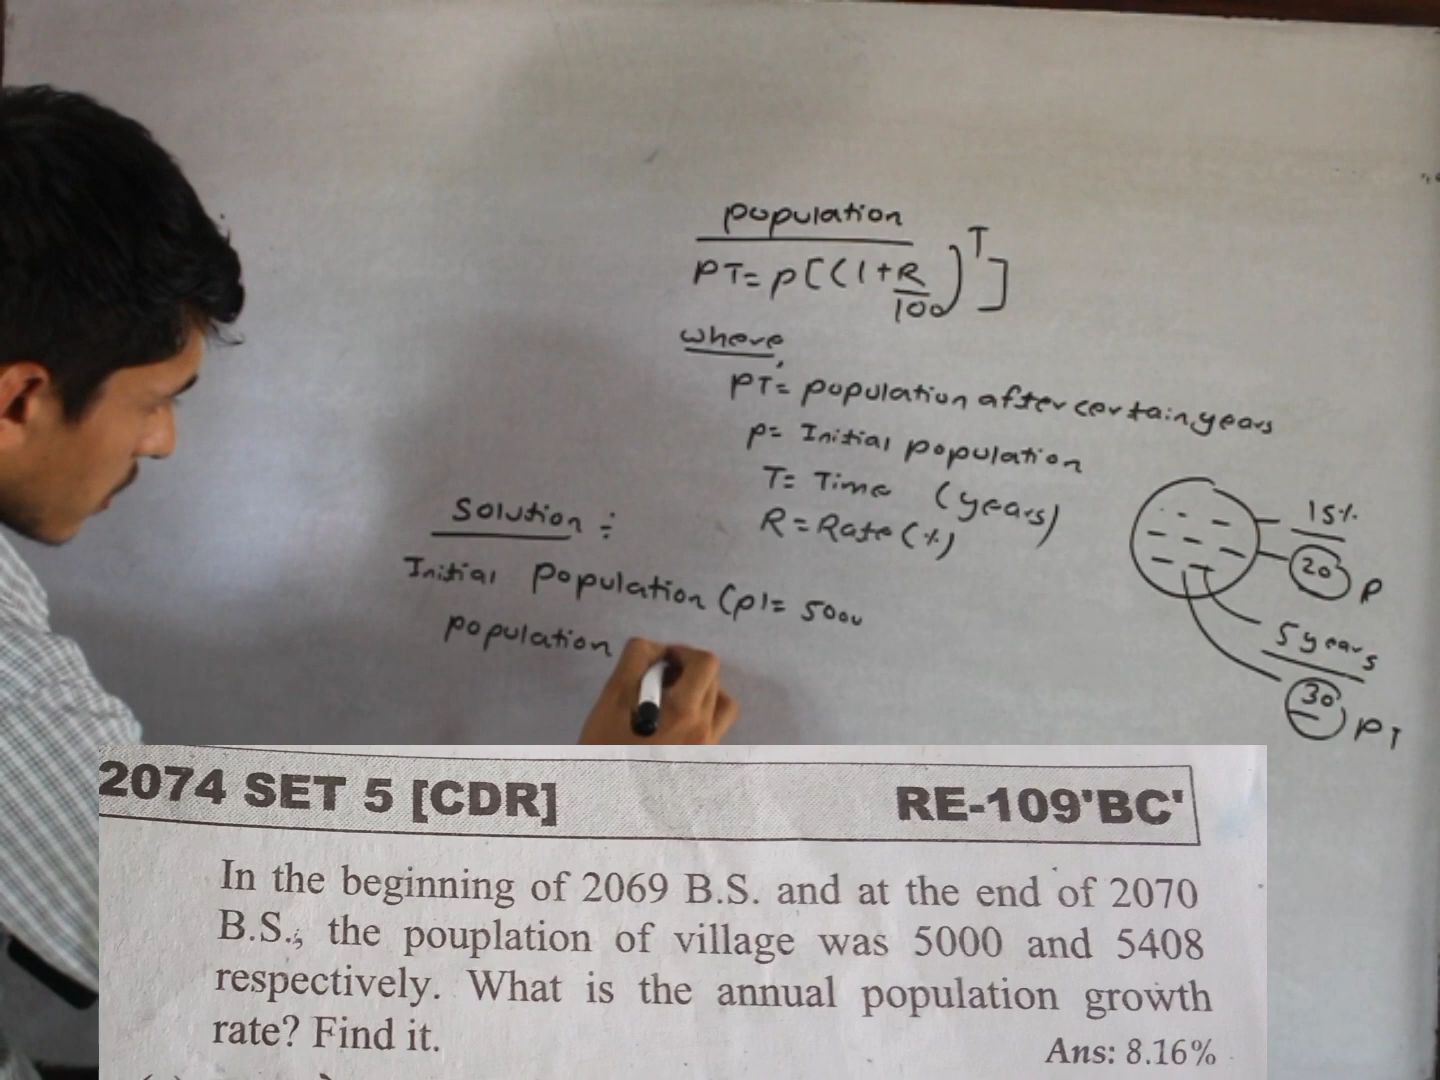 population
PT= P[(1+R/100)^T]
where,
PT= population after certain years
P= Initial population
T= Time (years)
R= Rate (%)
15%
20 P
5 years
30 PT
Solution ÷
Initial population (P)= 5000
population
2074 SET 5 [CDR] RE-109'BC'
In the beginning of 2069 B.S. and at the end of 2070
B.S., the pouplation of village was 5000 and 5408
respectively. What is the annual population growth
rate? Find it.
Ans: 8.16%